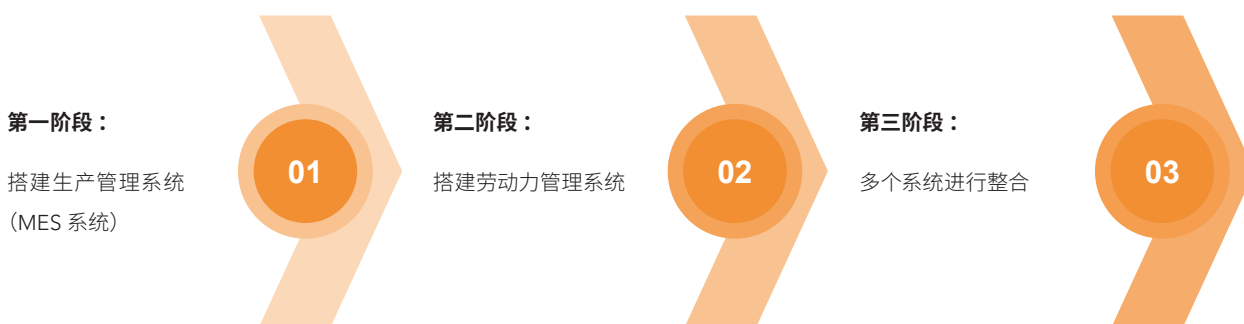 第一阶段：
搭建生产管理系统
（MES 系统）
01
第二阶段：
搭建劳动力管理系统
02
第三阶段：
多个系统进行整合
03